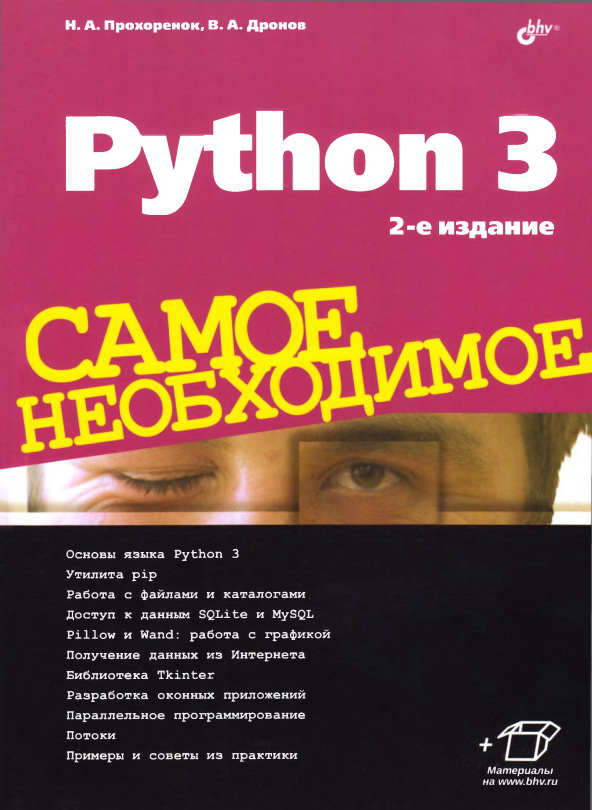 Н. А. Прохоренок, В. А. Дронов
bhv®
Python 3
2-е издание
САМОЕ
НЕОБХОДИМОЕ
Основы языка Python 3
Утилита pip
Работа с файлами и каталогами
Доступ к данным SQLite и MySQL
Pillow и Wand: работа с графикой
Получение данных из Интернета
Библиотека Tkinter
Разработка оконных приложений
Параллельное программирование
Потоки
Примеры и советы из практики
+
Материалы
на www.bhv.ru